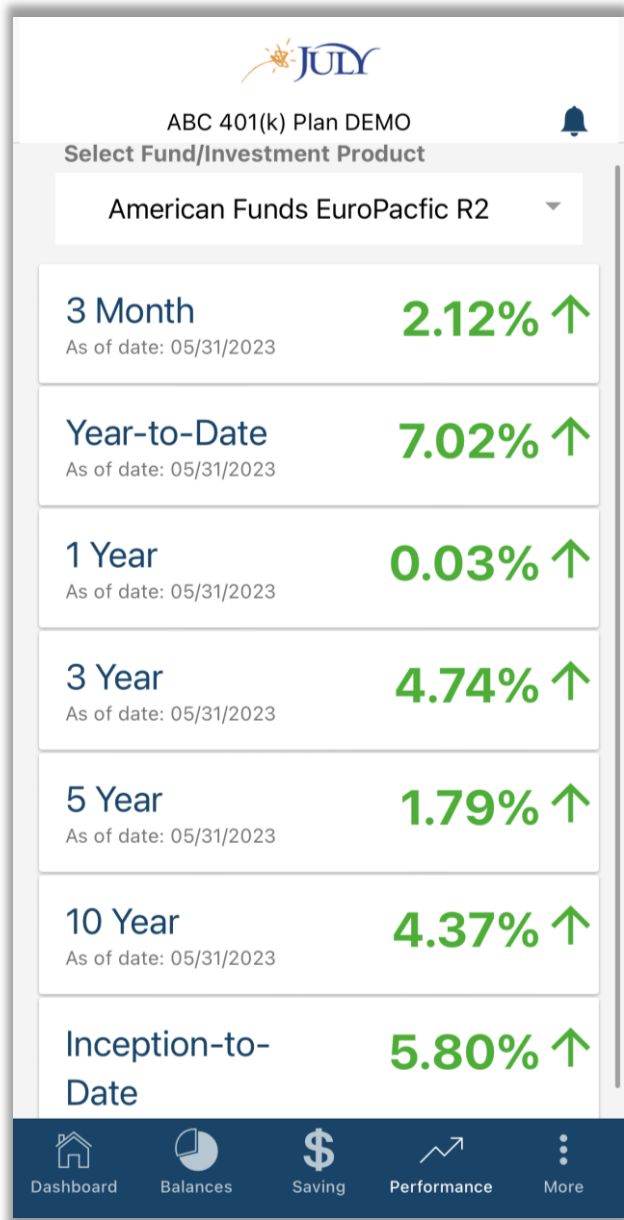 JULY
ABC 401(k) Plan DEMO
Select Fund/Investment Product
American Funds EuroPacfic R2
3 Month
2.12%
As of date: 05/31/2023
Year-to-Date
7.02%
As of date: 05/31/2023
1 Year
0.03%
As of date: 05/31/2023
3 Year
4.74%
As of date: 05/31/2023
5 Year
1.79%
As of date: 05/31/2023
10 Year
4.37%
As of date: 05/31/2023
Inception-to-
Date
5.80%
Dashboard Balances Saving Performance More